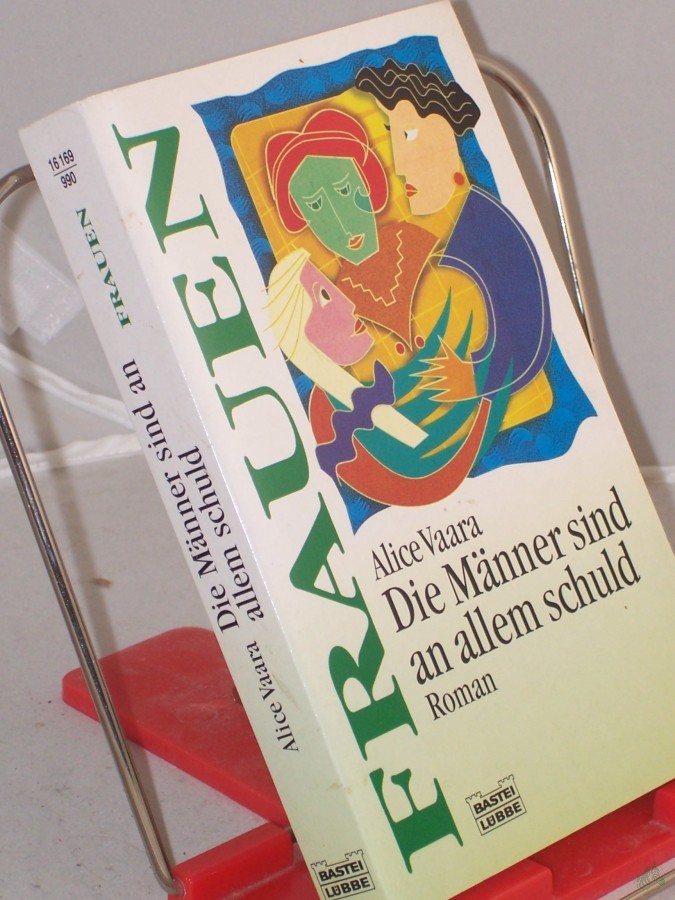 16169
990
FRAUEN
Die Männer sind an
allem schuld
Alice Vaara
BASTEI
LÜBBE
FRAUEN
Alice Vaara
Die Männer sind
an allem schuld
Roman
BASTEI
LÜBBE